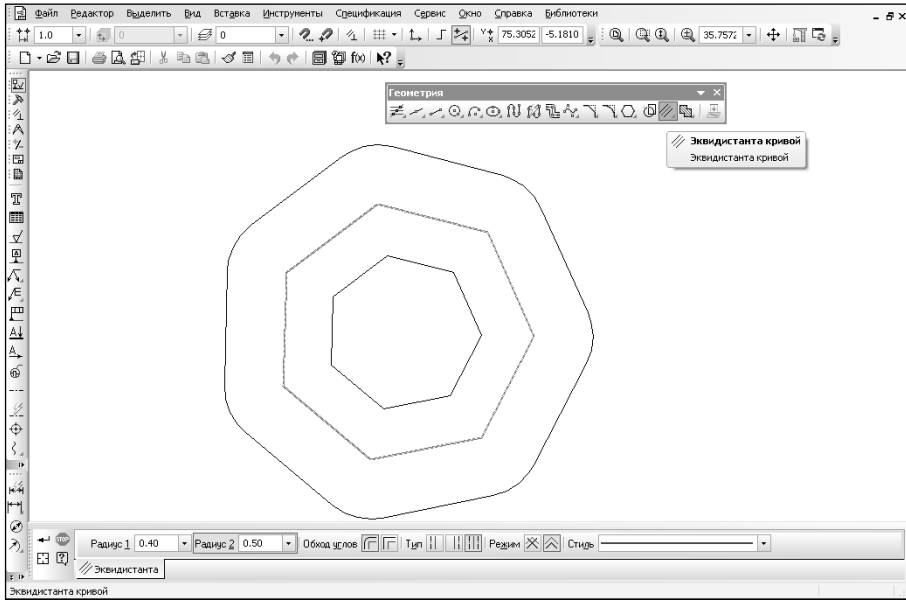 Файл Редактор Выделить Вид Вставка Инструменты Спецификация Сервис Окно Справка Библиотеки
1.0 0 0 75.3052 -5.1810 35.7572
f(x)
Геометрия
Эквидистанта кривой
Эквидистанта кривой
Радиус 1 0.40 Радиус 2 0.50 Обход углов Тип Режим Стиль
STOP
Эквидистанта
Эквидистанта кривой